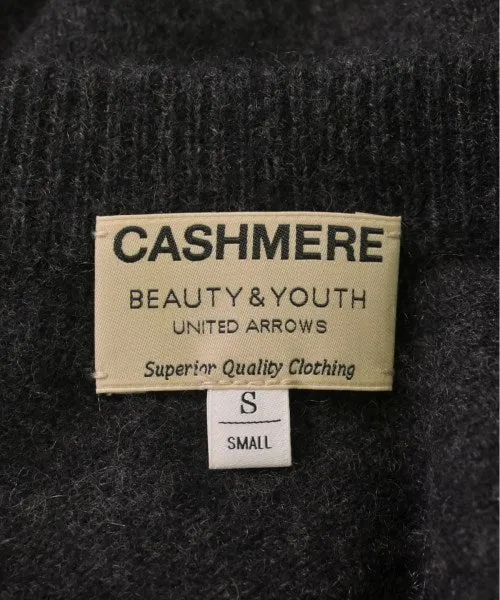 CASHMERE
BEAUTY & YOUTH
UNITED ARROWS
Superior Quality Clothing
S
SMALL